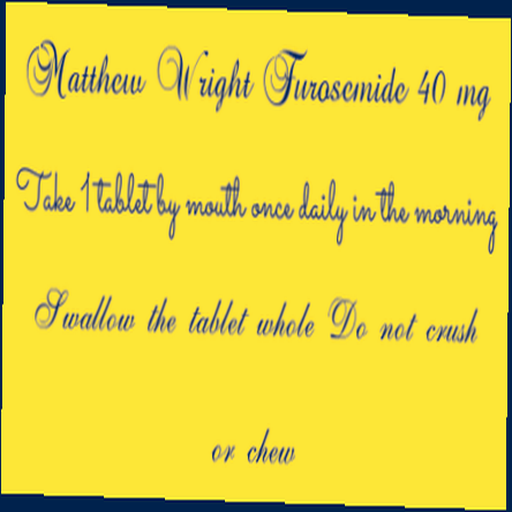 Matthew Wright Furosemide 40 mg
Take 1 tablet by mouth once daily in the morning
Swallow the tablet whole Do not crush
or chew